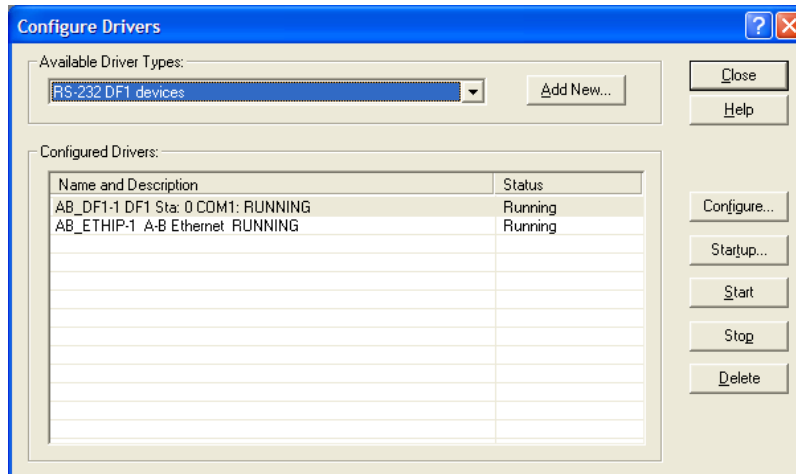 Configure Drivers
Available Driver Types:
RS-232 DF1 devices
Add New...
Close
Help
Configured Drivers:
Name and Description Status
AB_DF1-1 DF1 Sta: 0 COM1: RUNNING Running
AB_ETHIP-1 A-B Ethernet RUNNING Running
Configure...
Startup...
Start
Stop
Delete